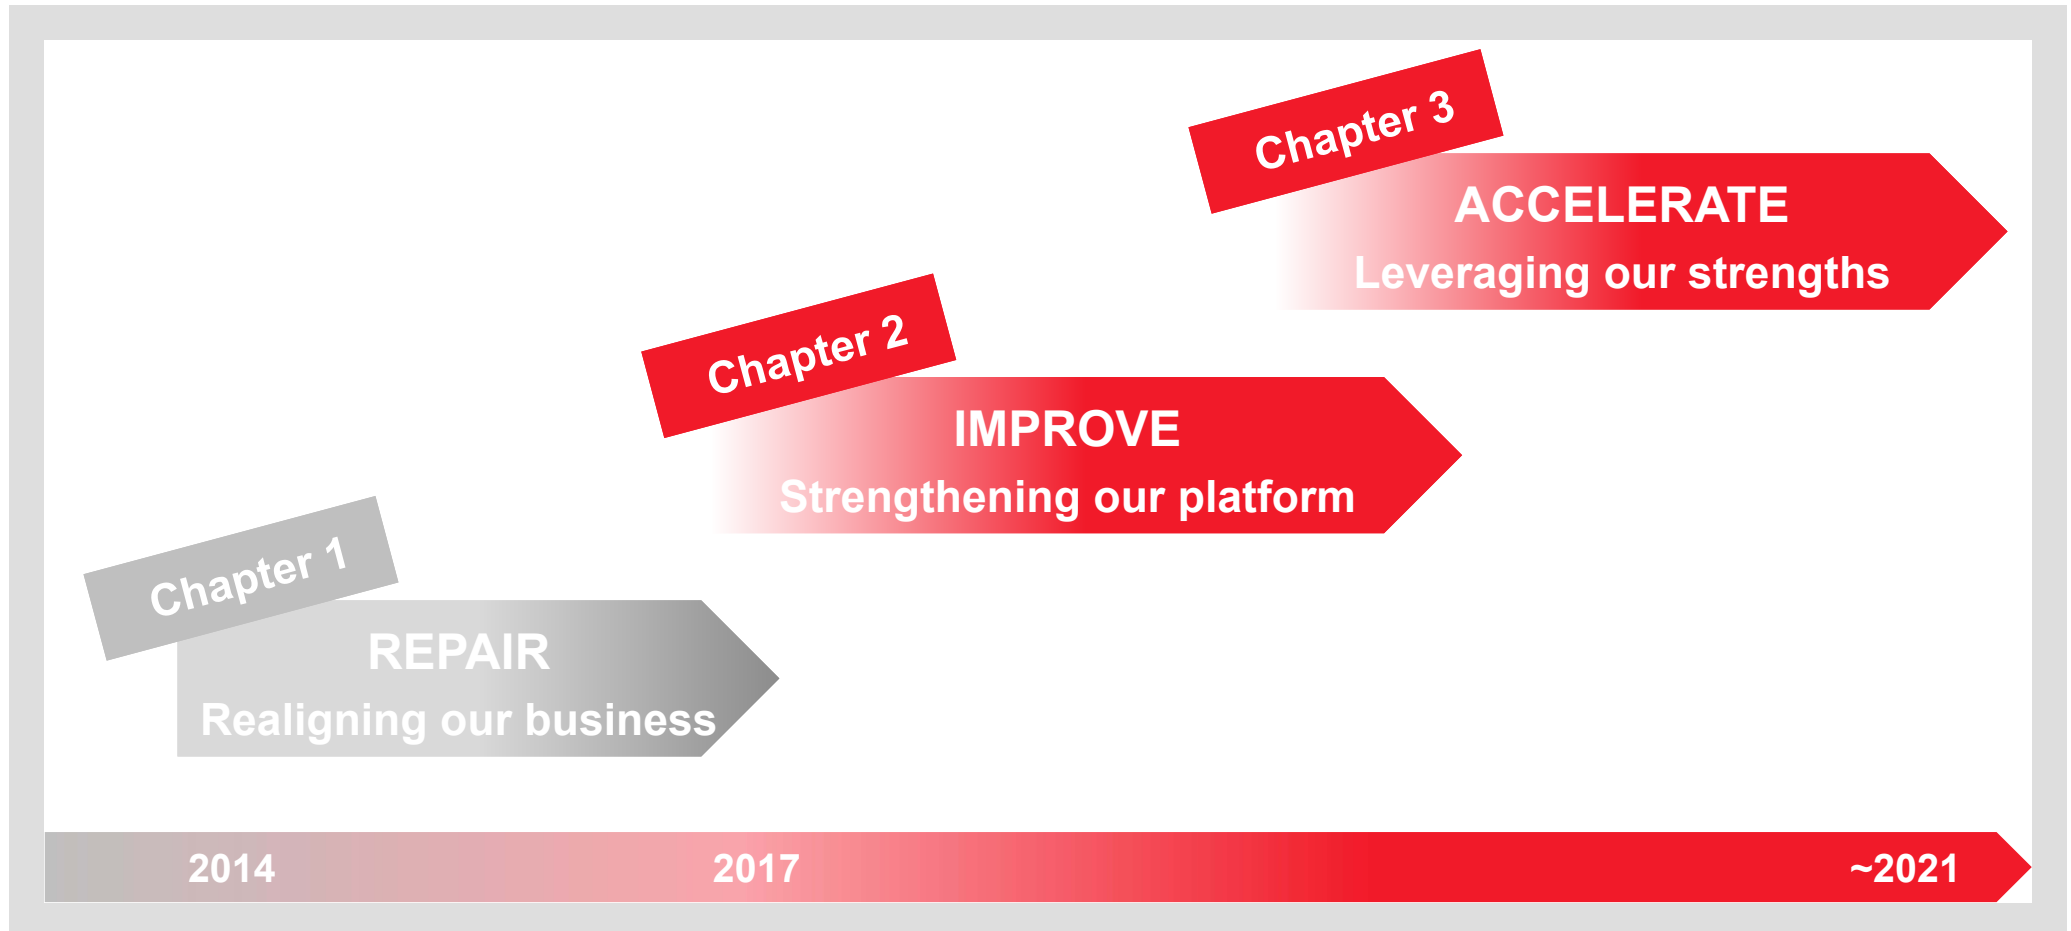 Chapter 3
ACCELERATE
Leveraging our strengths
Chapter 2
IMPROVE
Strengthening our platform
Chapter 1
REPAIR
Realigning our business
2014 2017 ~2021